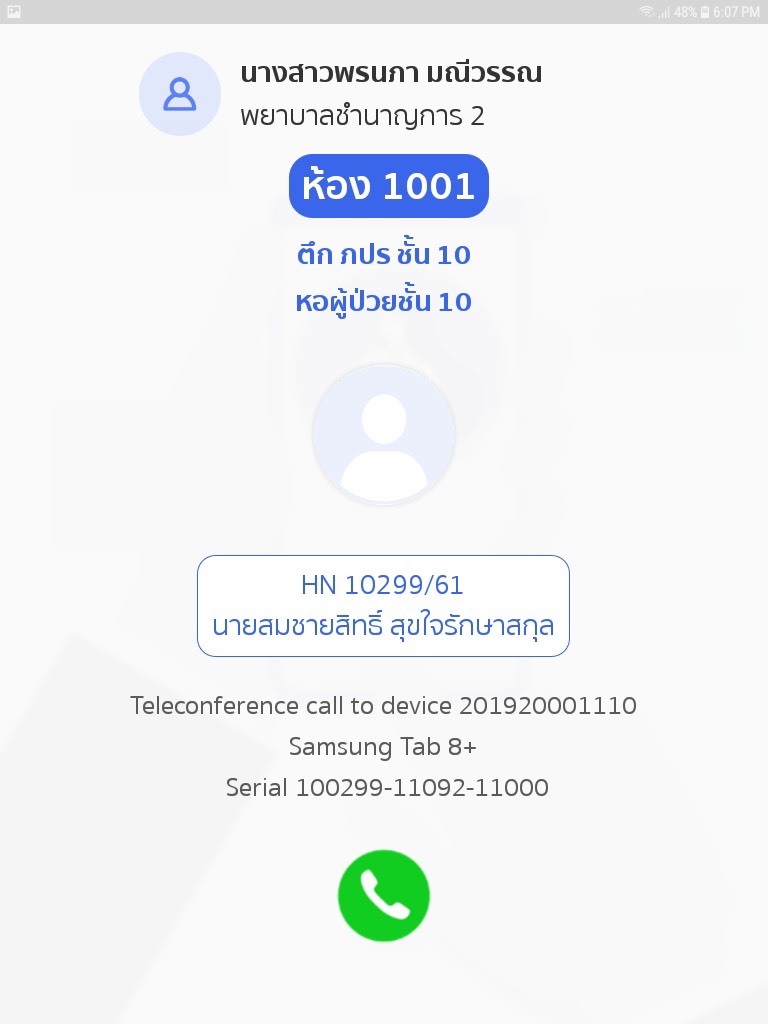 48% 6:07 PM
นางสาวพรนภา มณีวรรณ
พยาบาลชำนาญการ 2
ห้อง 1001
ตึก ภปร ชั้น 10
หอผู้ป่วยชั้น 10
HN 10299/61
นายสมชายสิทธิ์ สุขใจรักษาสกุล
Teleconference call to device 201920001110
Samsung Tab 8+
Serial 100299-11092-11000